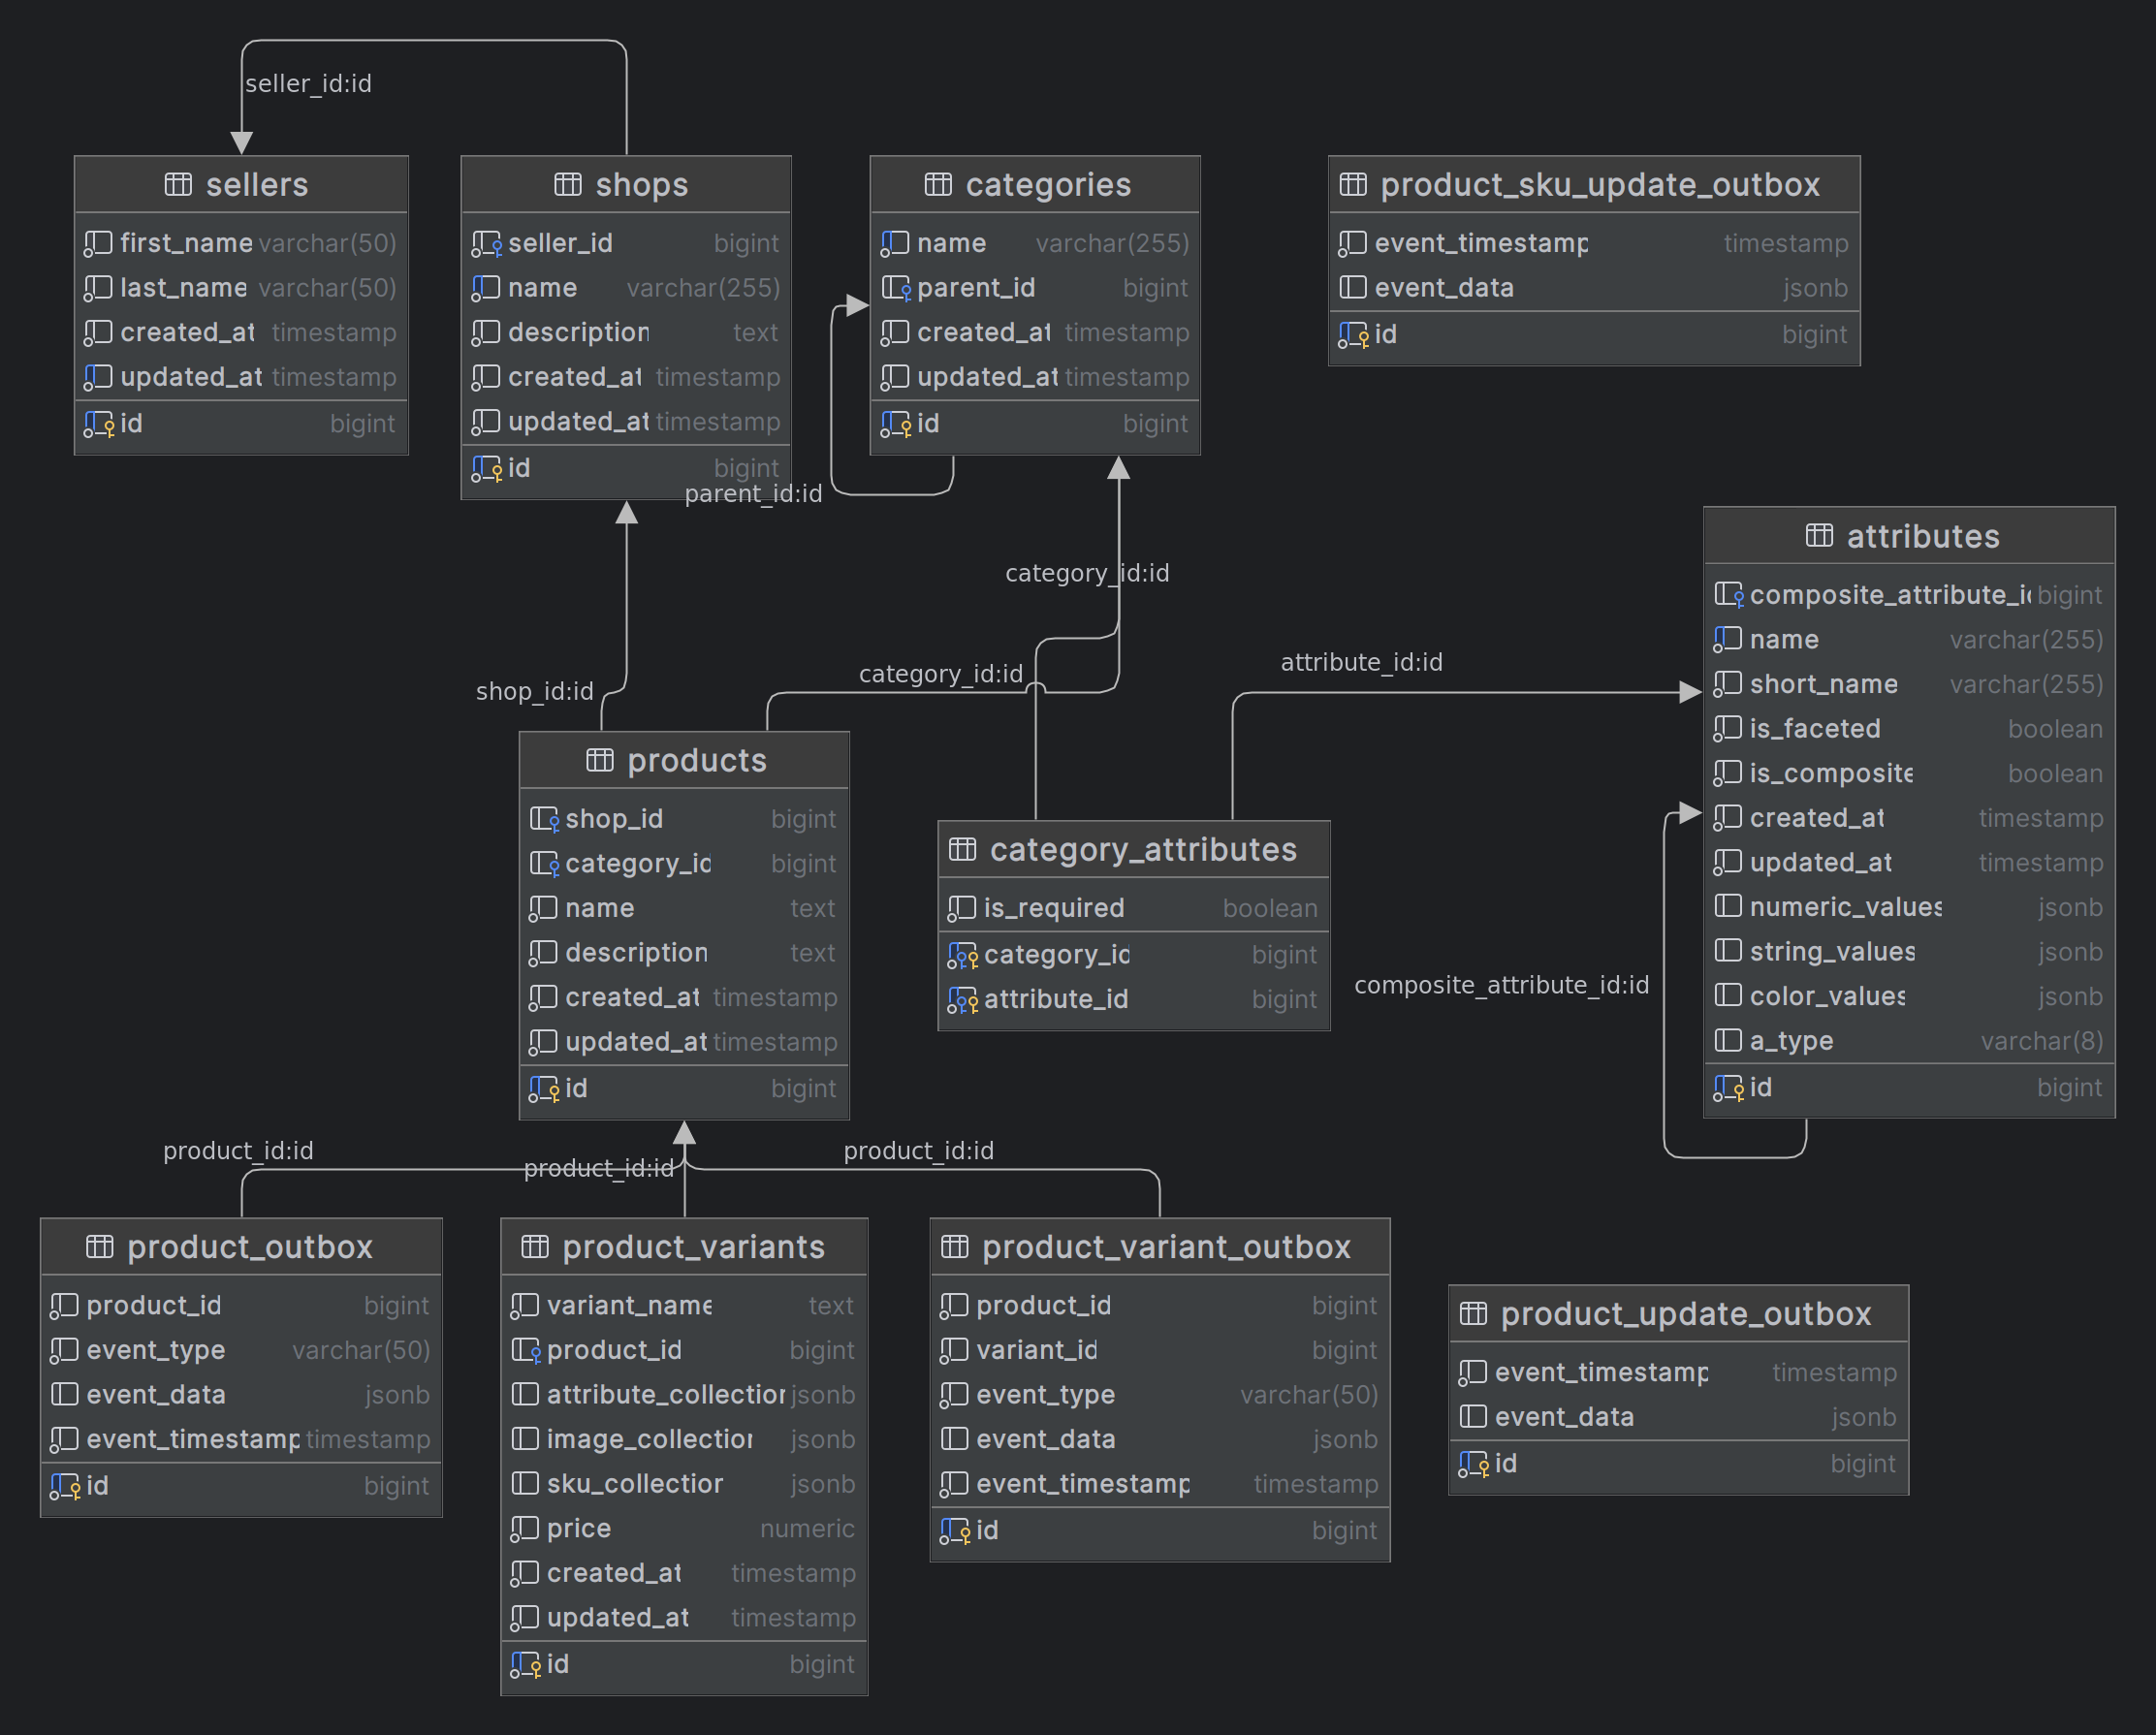 seller_id:id
sellers
first_name varchar(50)
last_name varchar(50)
created_at timestamp
updated_at timestamp
id bigint
shops
seller_id bigint
name varchar(255)
description text
created_at timestamp
updated_at timestamp
id bigint
categories
name varchar(255)
parent_id bigint
created_at timestamp
updated_at timestamp
id bigint
parent_id:id
product_sku_update_outbox
event_timestamp timestamp
event_data jsonb
id bigint
category_id:id
category_id:id
shop_id:id
attribute_id:id
attributes
composite_attribute_id bigint
name varchar(255)
short_name varchar(255)
is_faceted boolean
is_composite boolean
created_at timestamp
updated_at timestamp
numeric_values jsonb
string_values jsonb
color_values jsonb
a_type varchar(8)
id bigint
composite_attribute_id:id
products
shop_id bigint
category_id bigint
name text
description text
created_at timestamp
updated_at timestamp
id bigint
category_attributes
is_required boolean
category_id bigint
attribute_id bigint
product_id:id
product_id:id
product_id:id
product_outbox
product_id bigint
event_type varchar(50)
event_data jsonb
event_timestamp timestamp
id bigint
product_variants
variant_name text
product_id bigint
attribute_collection jsonb
image_collection jsonb
sku_collection jsonb
price numeric
created_at timestamp
updated_at timestamp
id bigint
product_variant_outbox
product_id bigint
variant_id bigint
event_type varchar(50)
event_data jsonb
event_timestamp timestamp
id bigint
product_update_outbox
event_timestamp timestamp
event_data jsonb
id bigint